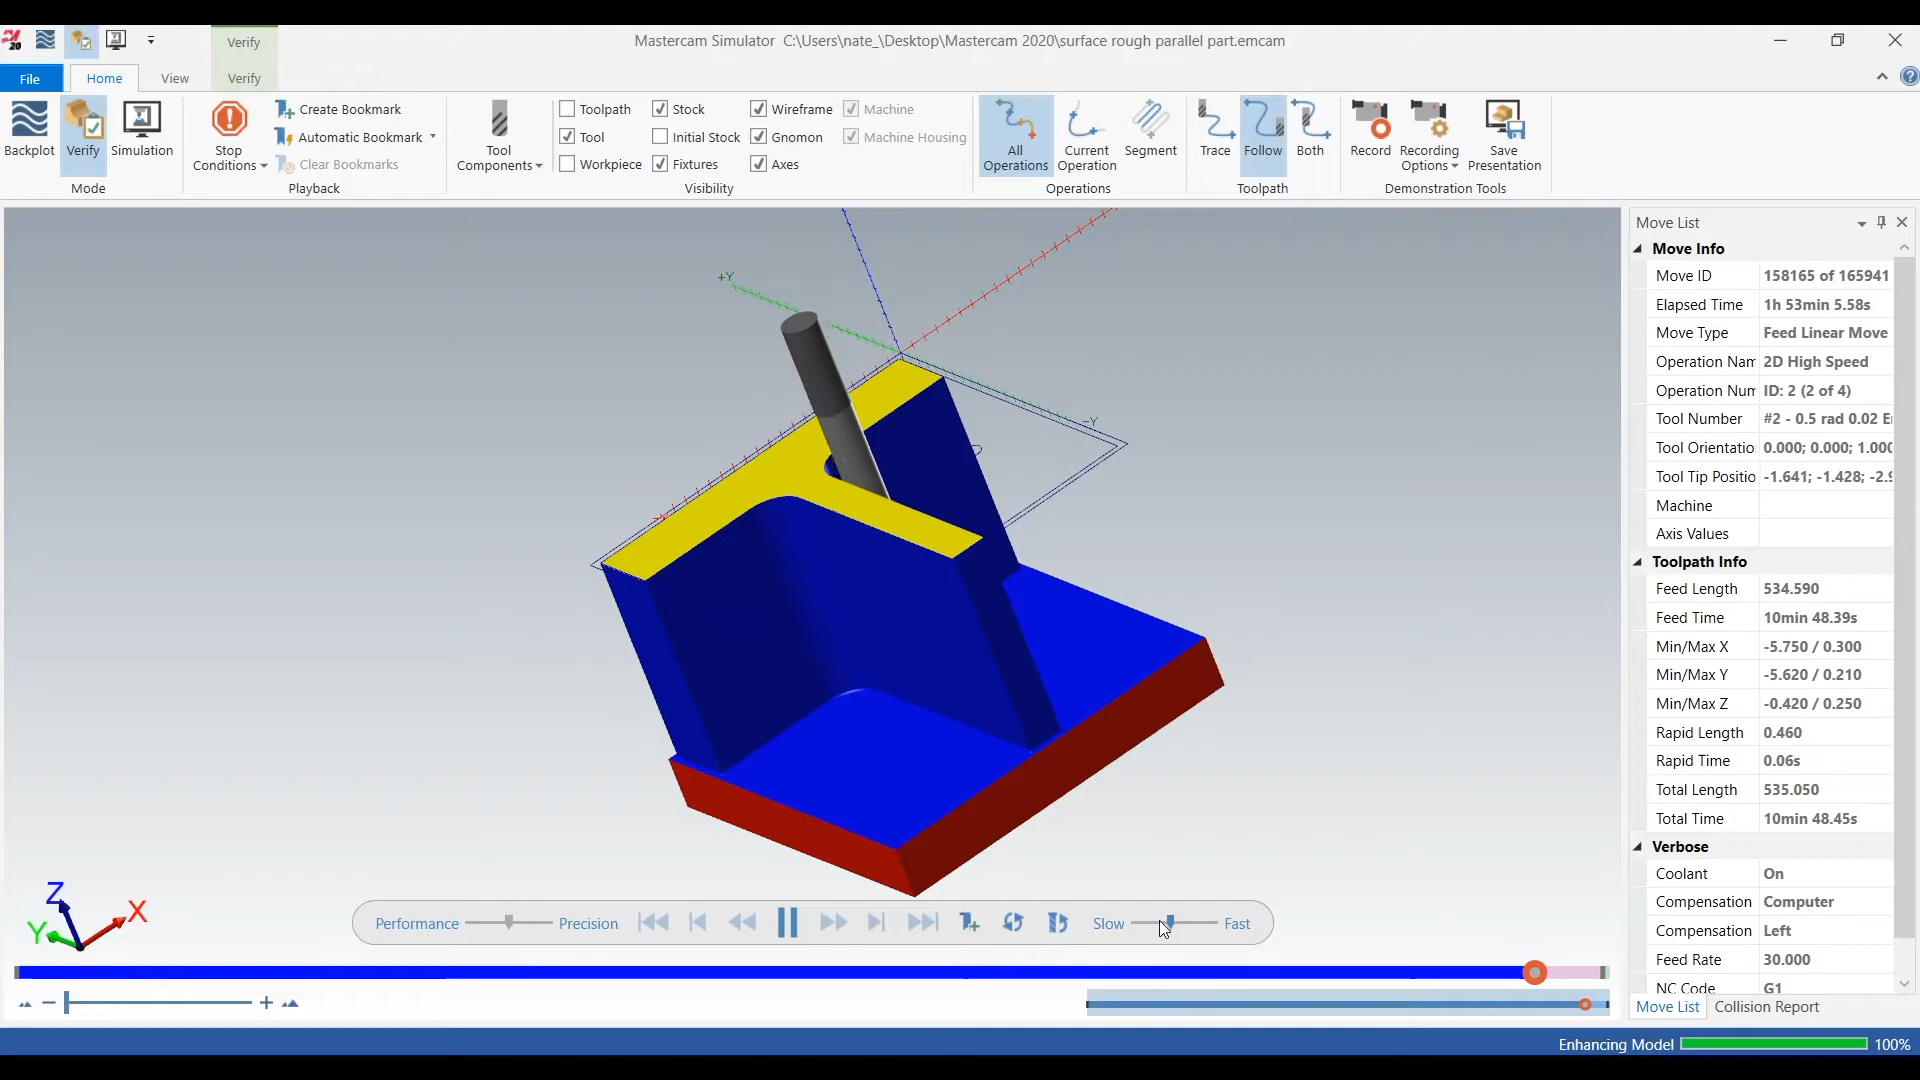 20
Verify
Mastercam Simulator C:\Users\nate_\Desktop\Mastercam 2020\surface rough parallel part.emcam
File
Home
View
Verify
Backplot
Verify
Simulation
Mode
Stop
Conditions
Create Bookmark
Automatic Bookmark
Clear Bookmarks
Playback
Tool
Components
Toolpath
Stock
Wireframe
Machine
Tool
Initial Stock
Gnomon
Machine Housing
Workpiece
Fixtures
Axes
Visibility
All
Operations
Current
Operation
Segment
Operations
Trace
Follow
Both
Toolpath
Record
Recording
Options
Save
Presentation
Demonstration Tools
+Y
-Y
-X
Z
X
Y
Move List
Move Info
Move ID 158165 of 165941
Elapsed Time 1h 53min 5.58s
Move Type Feed Linear Move
Operation Nam 2D High Speed
Operation Num ID: 2 (2 of 4)
Tool Number #2 - 0.5 rad 0.02 E
Tool Orientatio 0.000; 0.000; 1.000
Tool Tip Positio -1.641; -1.428; -2.9
Machine
Axis Values
Toolpath Info
Feed Length 534.590
Feed Time 10min 48.39s
Min/Max X -5.750 / 0.300
Min/Max Y -5.620 / 0.210
Min/Max Z -0.420 / 0.250
Rapid Length 0.460
Rapid Time 0.06s
Total Length 535.050
Total Time 10min 48.45s
Verbose
Coolant On
Compensation Computer
Compensation Left
Feed Rate 30.000
NC Code G1
Move List
Collision Report
Performance
Precision
Slow
Fast
Enhancing Model
100%